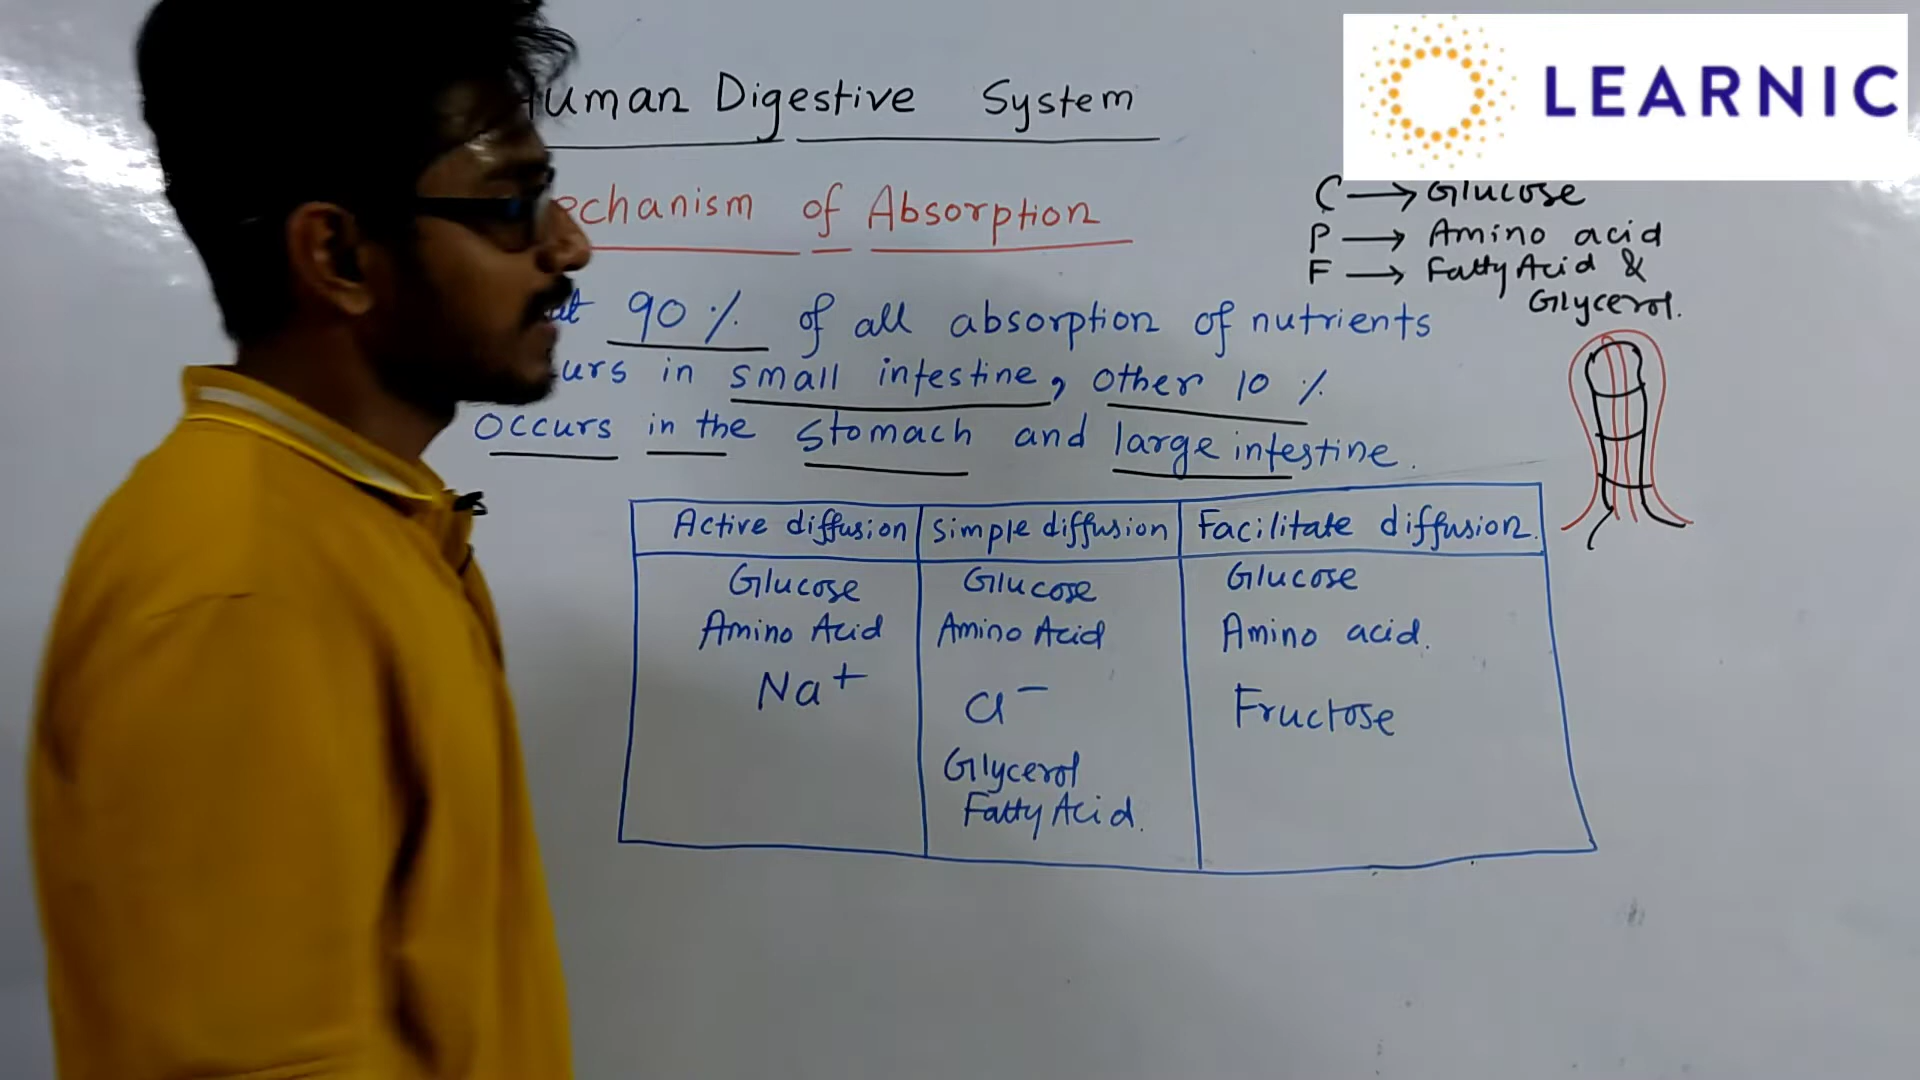 LEARNIC
uman Digestive System
echanism of Absorption
C → Glucose
P → Amino acid
F → Fatty Acid &
Glycerol.
90 % of all absorption of nutrients
urs in small intestine, other 10 %
occurs in the stomach and large intestine.
Active diffusion Simple diffusion Facilitate diffusion.
Glucose Glucose Glucose
Amino Acid Amino Acid Amino acid.
Na+ Cl− Fructose
Glycerol
Fatty Acid.